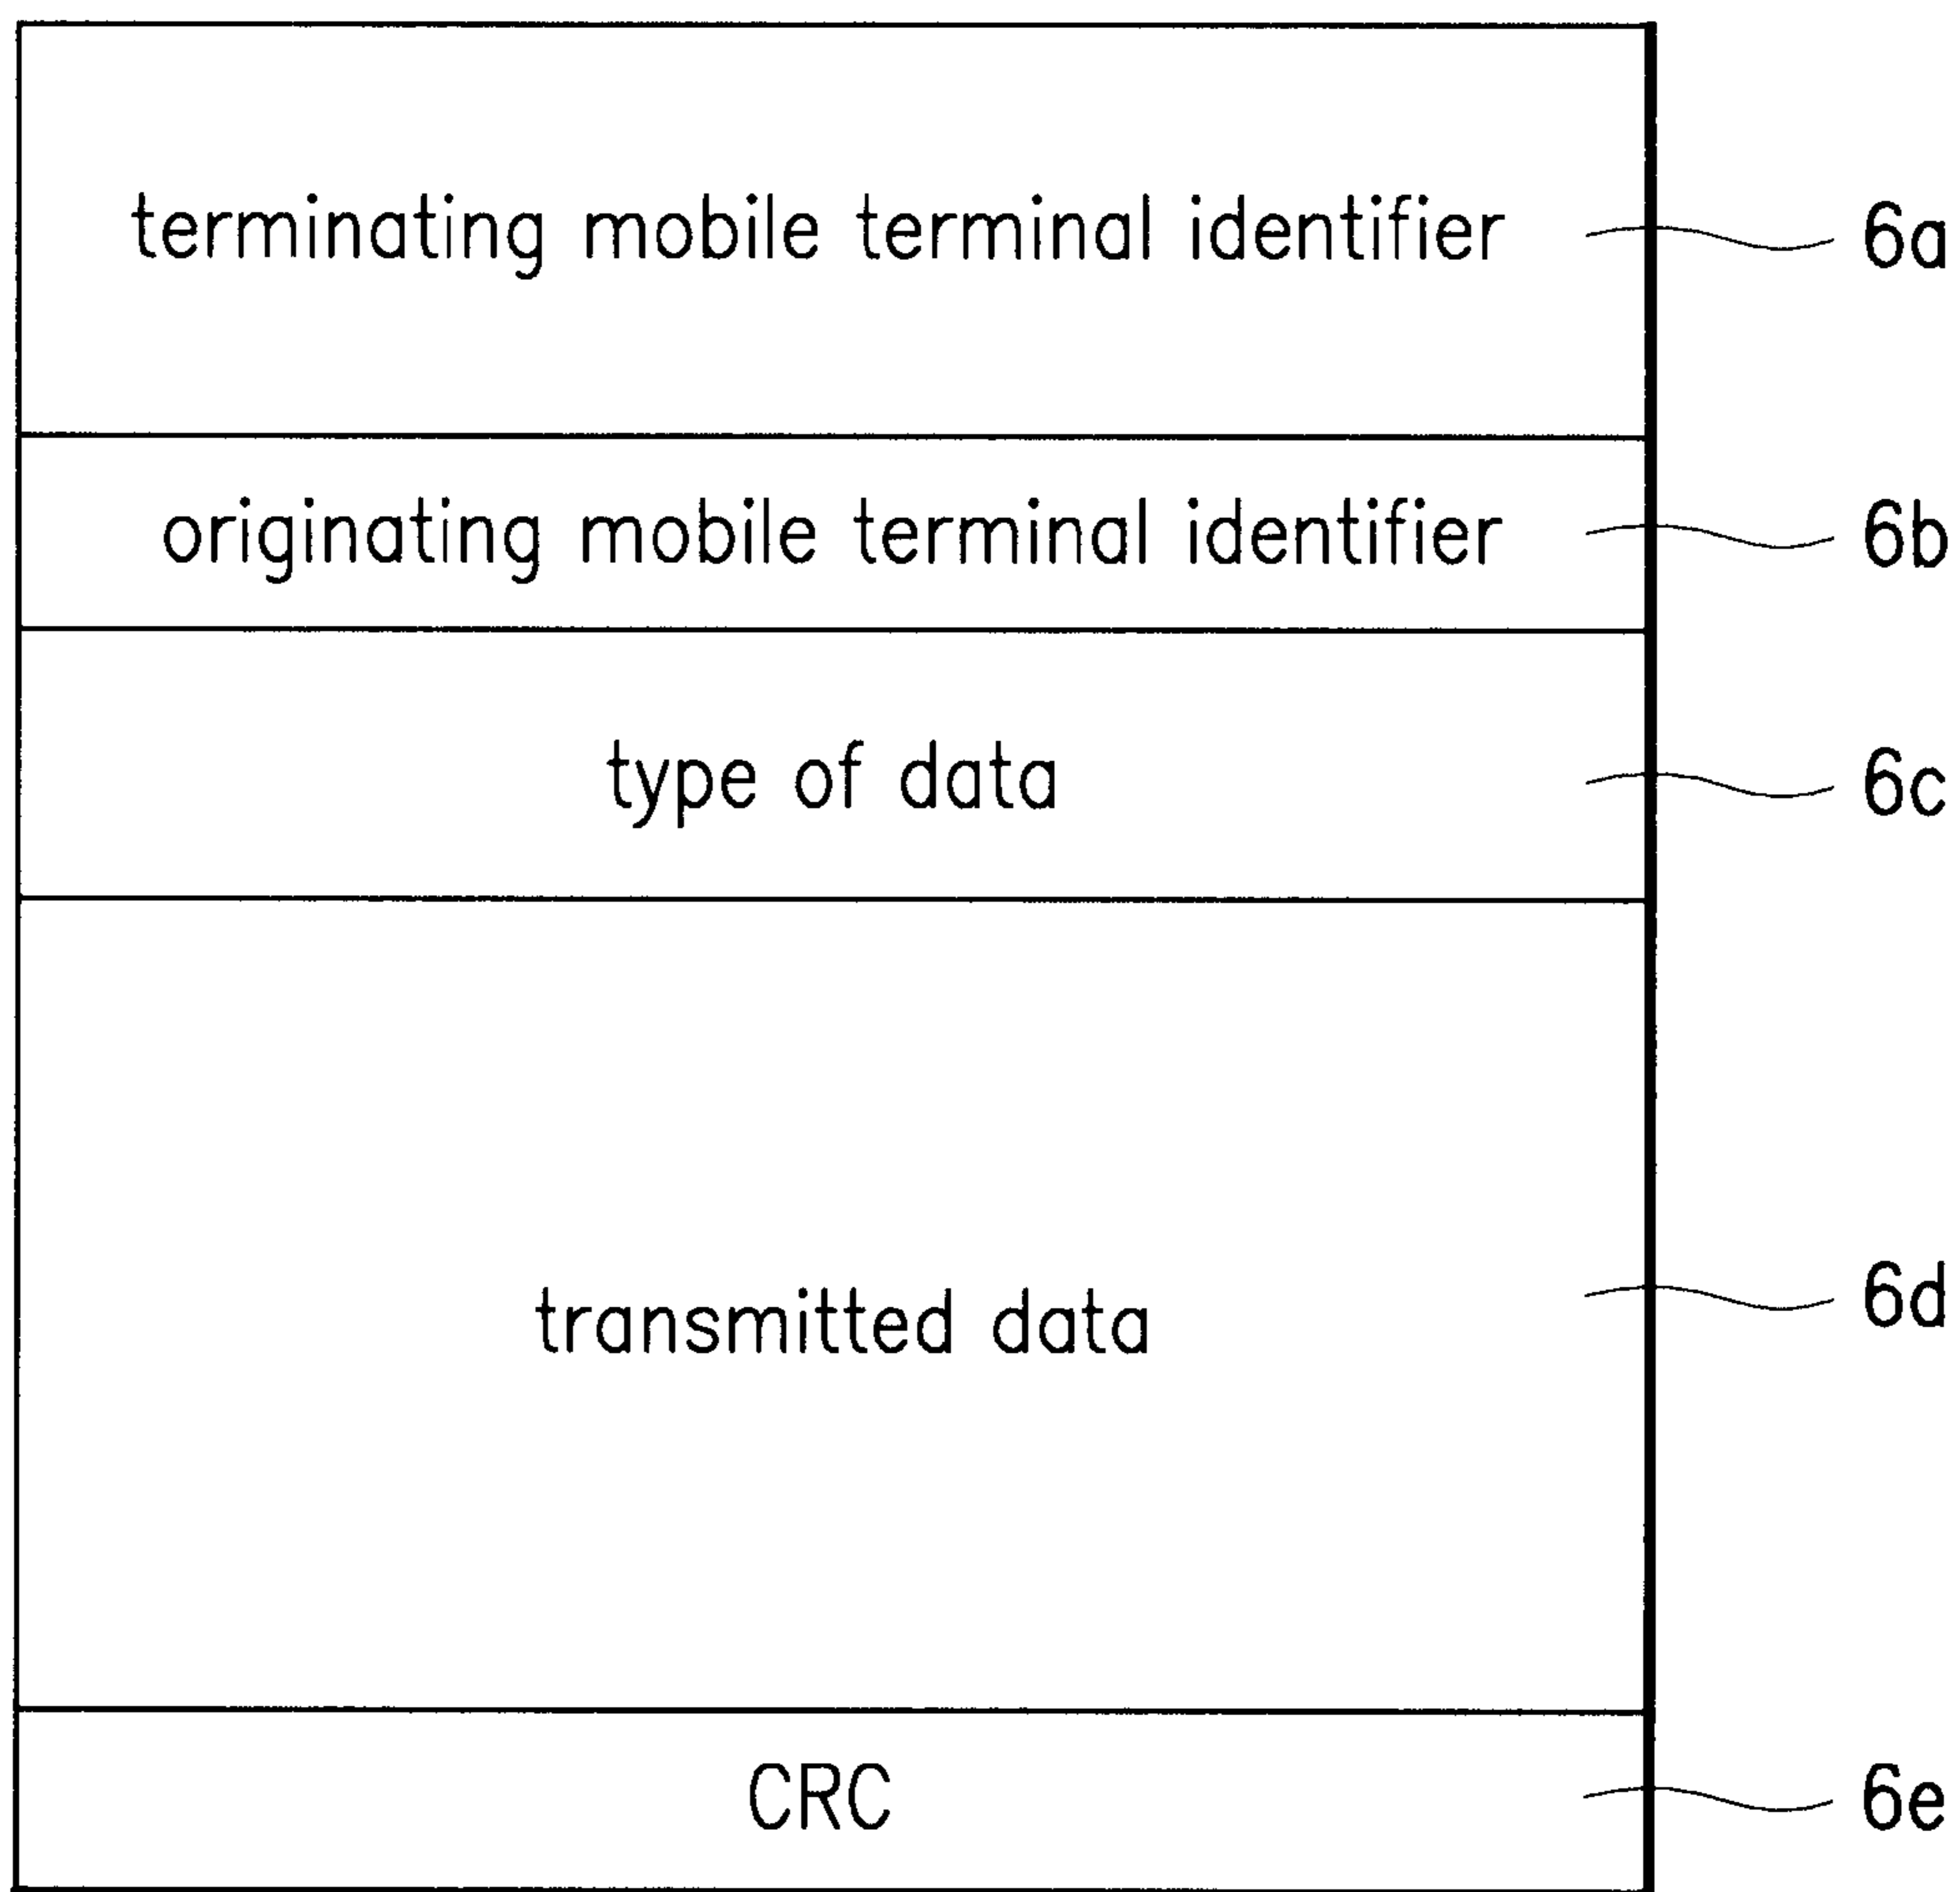 terminating mobile terminal identifier 6a
originating mobile terminal identifier 6b
type of data 6c
transmitted data 6d
CRC 6e